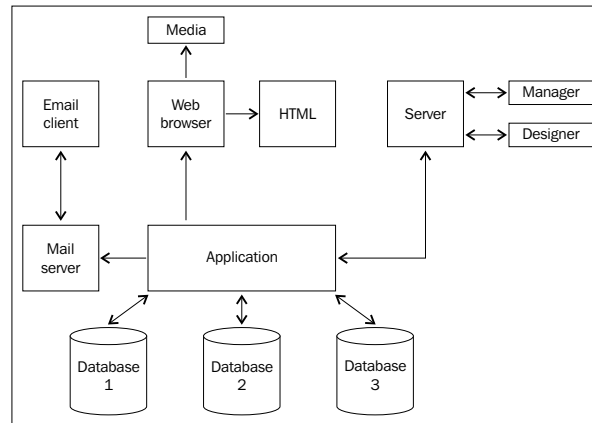 Media
Email
client
Web
browser
HTML
Server
Manager
Designer
Mail
server
Application
Database
1
Database
2
Database
3